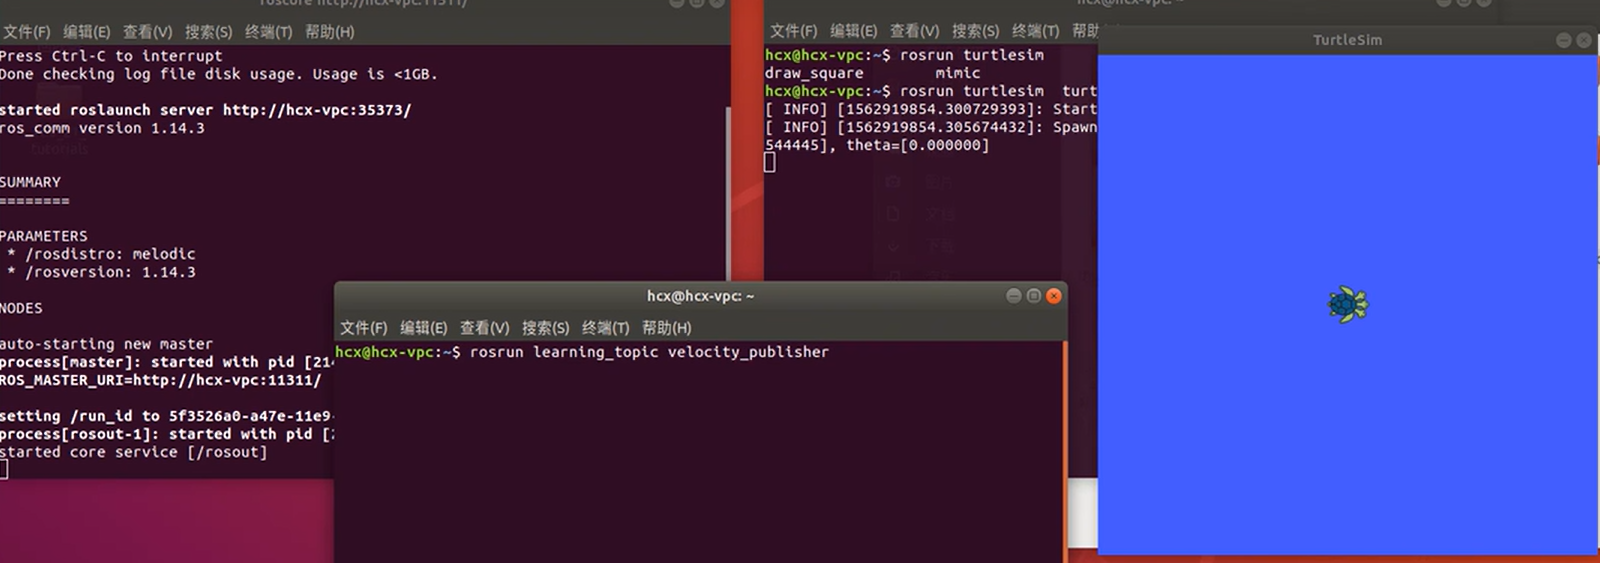 roscore http://hcx-vpc:11311/
文件(F) 编辑(E) 查看(V) 搜索(S) 终端(T) 帮助(H)
Press Ctrl-C to interrupt
Done checking log file disk usage. Usage is <1GB.
started roslaunch server http://hcx-vpc:35373/
ros_comm version 1.14.3
tutorials
SUMMARY
========
PARAMETERS
* /rosdistro: melodic
* /rosversion: 1.14.3
NODES
auto-starting new master
process[master]: started with pid [214
ROS_MASTER_URI=http://hcx-vpc:11311/
setting /run_id to 5f3526a0-a47e-11e9-
process[rosout-1]: started with pid [2
started core service [/rosout]
hcx@hcx-vpc: ~
文件(F) 编辑(E) 查看(V) 搜索(S) 终端(T) 帮助
hcx@hcx-vpc:~$ rosrun turtlesim
draw_square mimic
hcx@hcx-vpc:~$ rosrun turtlesim turt
[ INFO] [1562919854.300729393]: Start
[ INFO] [1562919854.305674432]: Spawn
544445], theta=[0.000000]
TurtleSim
hcx@hcx-vpc: ~
文件(F) 编辑(E) 查看(V) 搜索(S) 终端(T) 帮助(H)
hcx@hcx-vpc:~$ rosrun learning_topic velocity_publisher